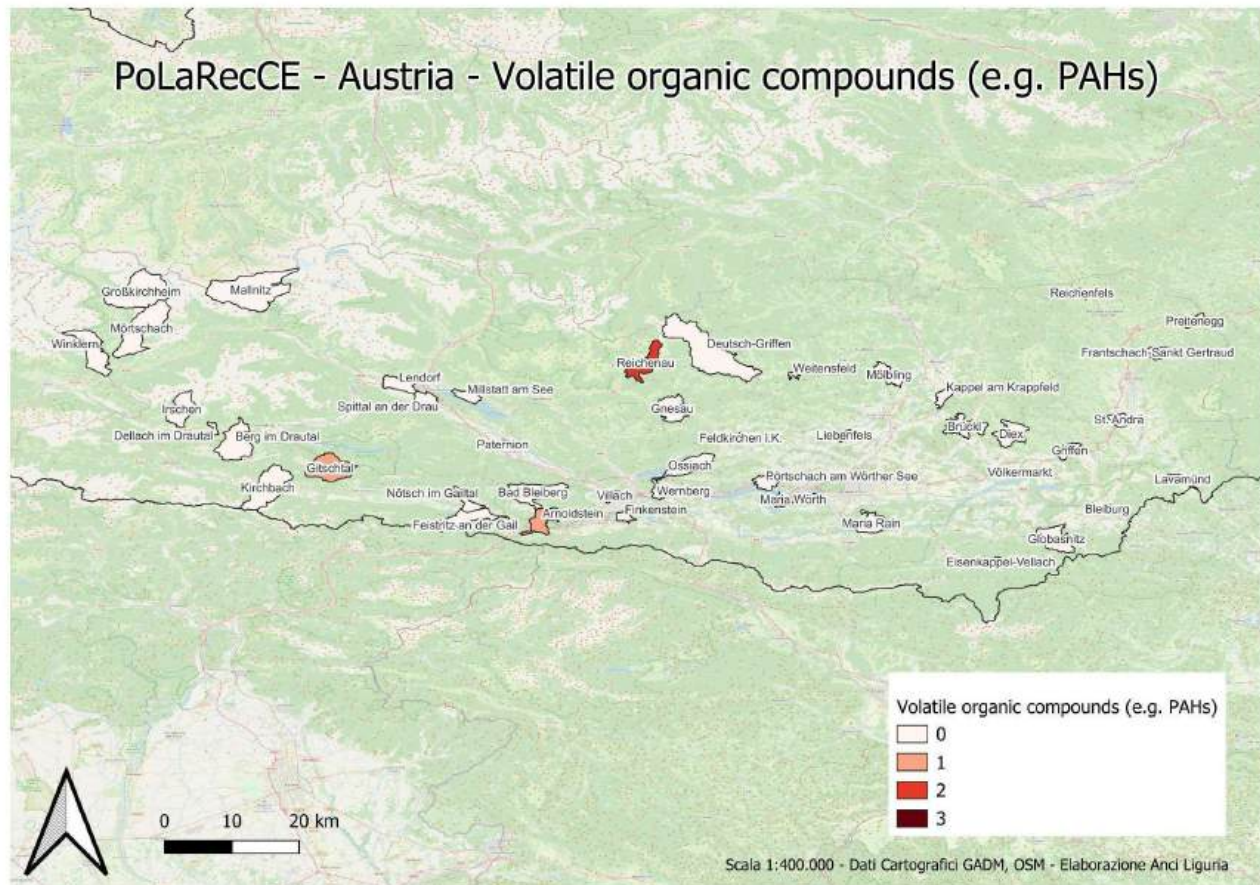 PoLaRecCE - Austria - Volatile organic compounds (e.g. PAHs)
Großkirchheim
Mallnitz
Reichenfels
Mörtschach
Winklern
Preitenegg
Deutsch-Griffen
Frantschach-Sankt Gertraud
Reichenau
Weitensfeld
Mölbling
Lendorf
Millstatt am See
Kappel am Krappfeld
Spittal an der Drau
Irschen
Gnesau
St. Andrä
Dellach im Drautal
Berg im Drautal
Feldkirchen i.K.
Liebenfels
Brückl
Diex
Paternion
Griffen
Gitschtal
Ossiach
Völkermarkt
Pörtschach am Wörther See
Lavamünd
Kirchbach
Nötsch im Gailtal
Bad Bleiberg
Villach
Wernberg
Maria Wörth
Bleiburg
Feistritz an der Gail
Arnoldstein
Finkenstein
Maria Rain
Globasnitz
Eisenkappel-Vellach
Volatile organic compounds (e.g. PAHs)
0
1
2
3
0 10 20 km
Scala 1:400.000 - Dati Cartografici GADM, OSM - Elaborazione Anci Liguria